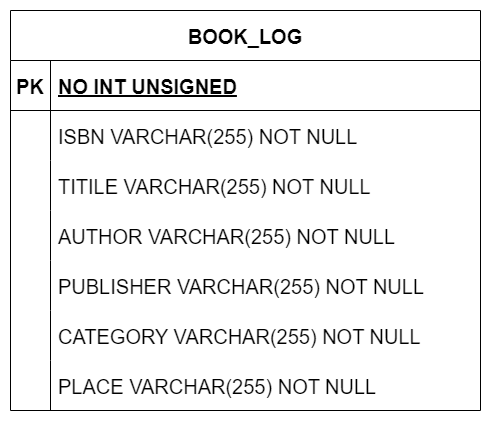 BOOK_LOG
PK NO INT UNSIGNED
ISBN VARCHAR(255) NOT NULL
TITILE VARCHAR(255) NOT NULL
AUTHOR VARCHAR(255) NOT NULL
PUBLISHER VARCHAR(255) NOT NULL
CATEGORY VARCHAR(255) NOT NULL
PLACE VARCHAR(255) NOT NULL